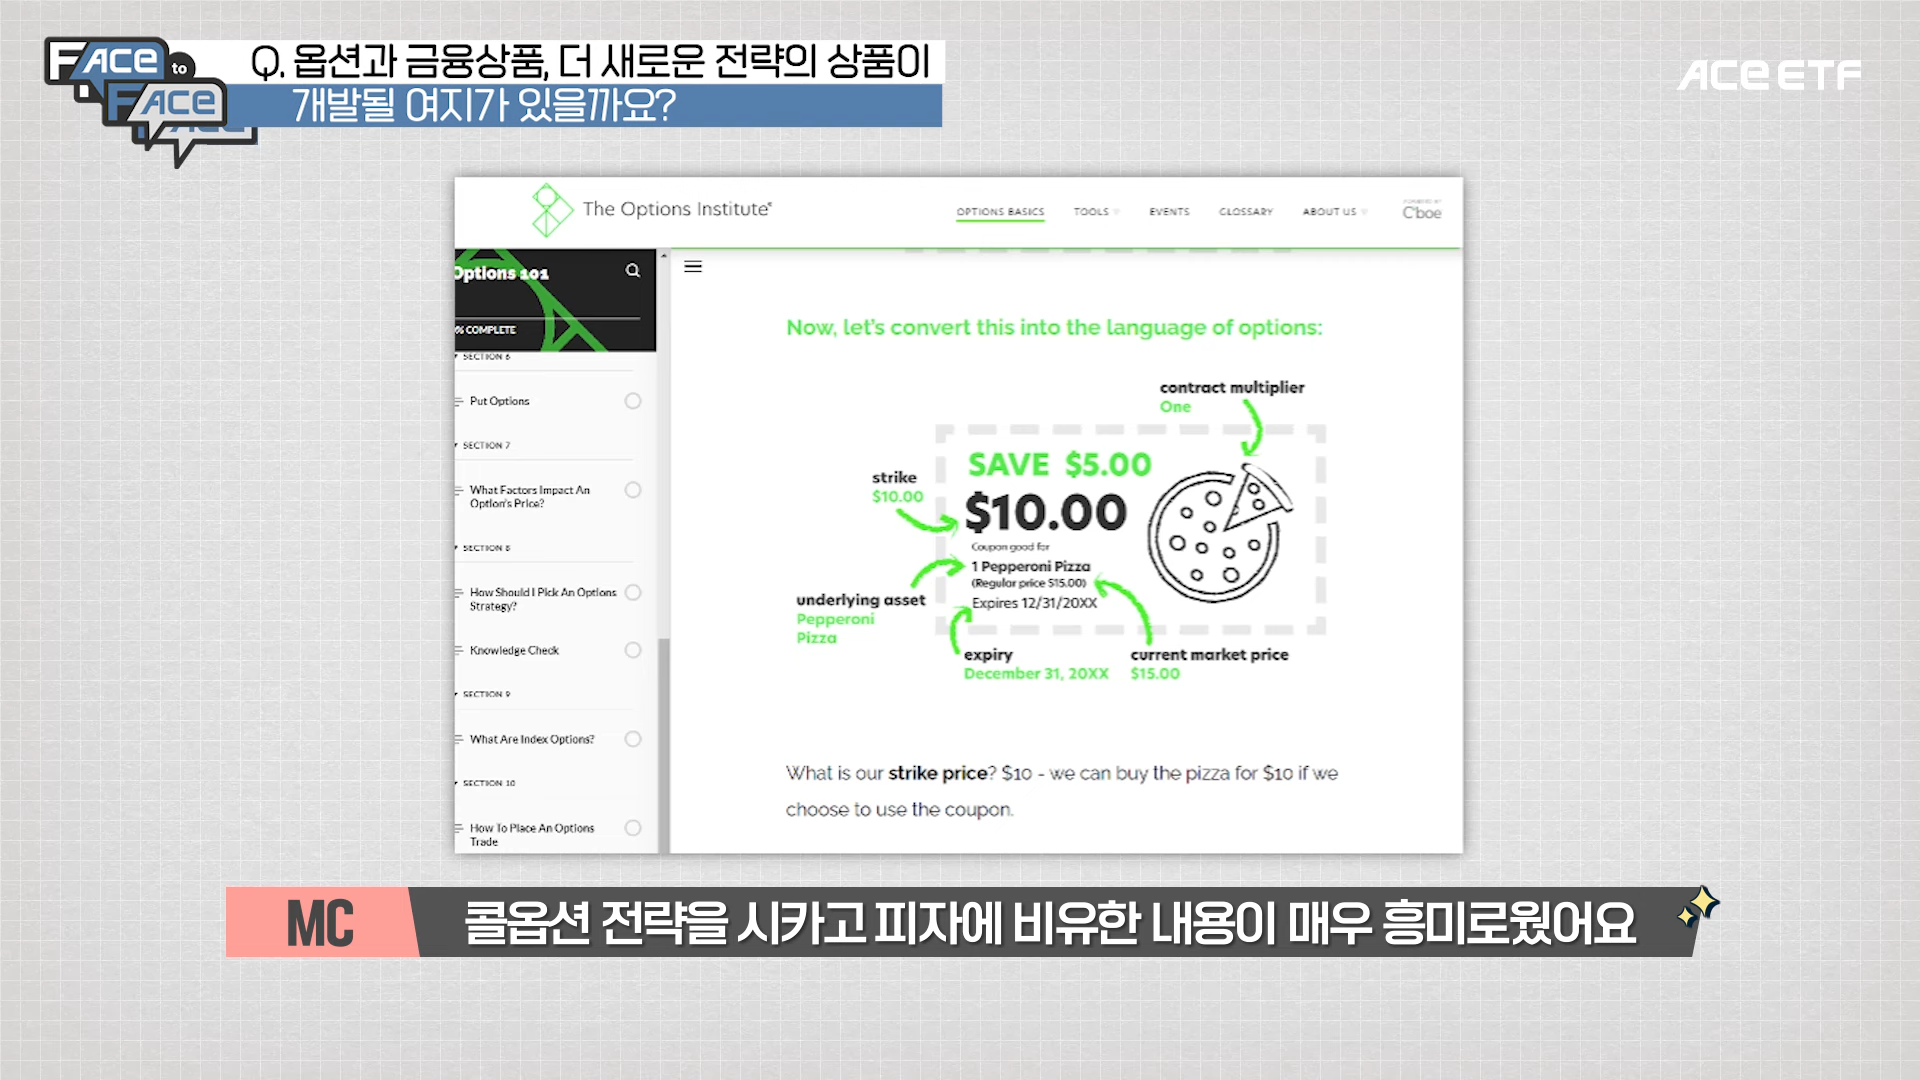 FACE to
FACE
Q. 옵션과 금융상품, 더 새로운 전략의 상품이
개발될 여지가 있을까요?
ACE ETF
The Options Institute®
OPTIONS BASICS
TOOLS
EVENTS
GLOSSARY
ABOUT US
Cboe
Options 101
% COMPLETE
SECTION 6
Put Options
SECTION 7
What Factors Impact An
Option's Price?
SECTION 8
How Should I Pick An Options
Strategy?
Knowledge Check
SECTION 9
What Are Index Options?
SECTION 10
How To Place An Options
Trade
Now, let's convert this into the language of options:
contract multiplier
One
strike
$10.00
SAVE $5.00
$10.00
Coupon good for
1 Pepperoni Pizza
(Regular price $15.00)
Expires 12/31/20XX
underlying asset
Pepperoni
Pizza
expiry
December 31, 20XX
current market price
$15.00
What is our strike price? $10 - we can buy the pizza for $10 if we
choose to use the coupon.
MC
콜옵션 전략을 시카고 피자에 비유한 내용이 매우 흥미로웠어요